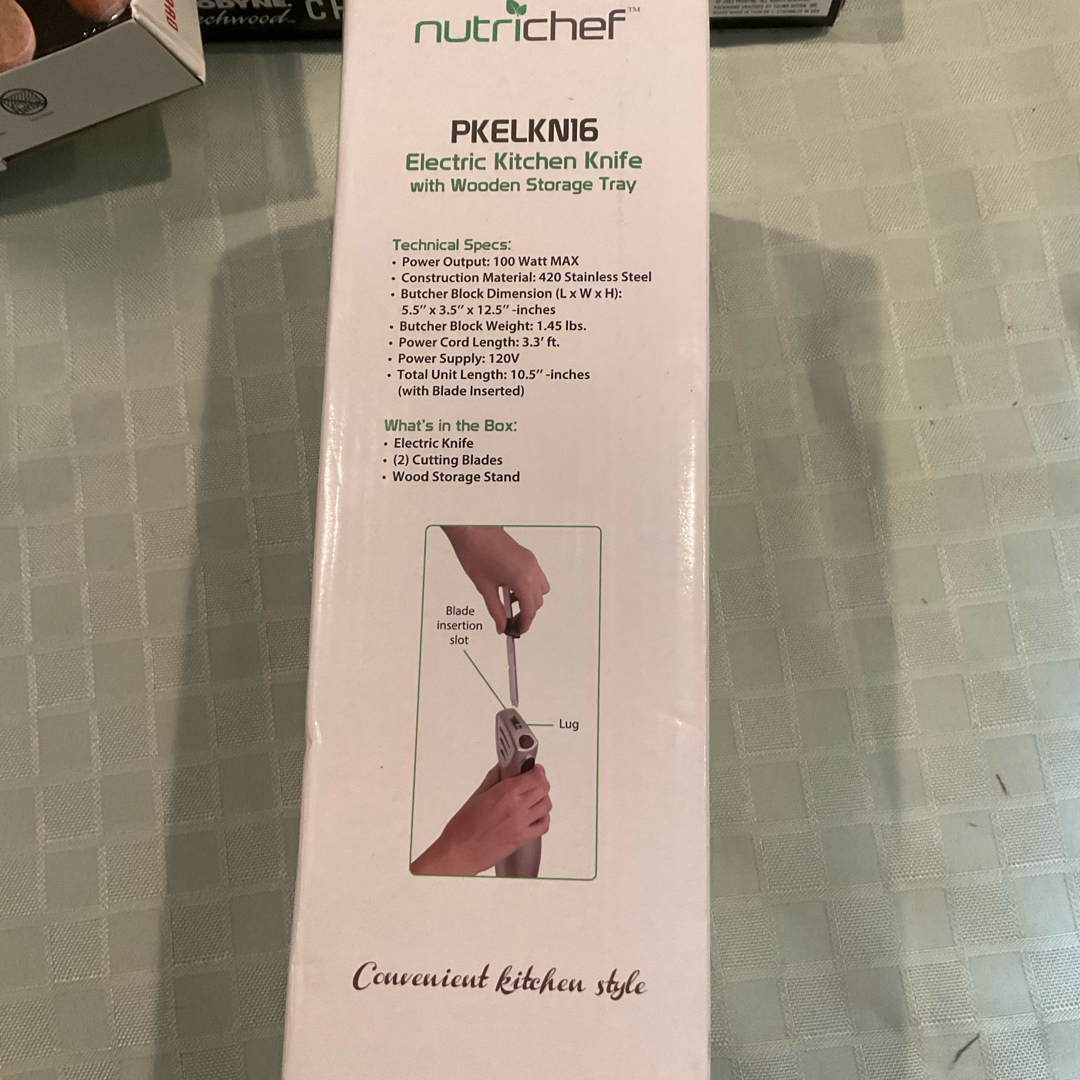 nutrichef™
PKELKN16
Electric Kitchen Knife
with Wooden Storage Tray
Technical Specs:
• Power Output: 100 Watt MAX
• Construction Material: 420 Stainless Steel
• Butcher Block Dimension (L x W x H):
5.5” x 3.5” x 12.5” -inches
• Butcher Block Weight: 1.45 lbs.
• Power Cord Length: 3.3’ ft.
• Power Supply: 120V
• Total Unit Length: 10.5” -inches
(with Blade Inserted)
What's in the Box:
• Electric Knife
• (2) Cutting Blades
• Wood Storage Stand
Blade
insertion
slot
Lug
Convenient kitchen style